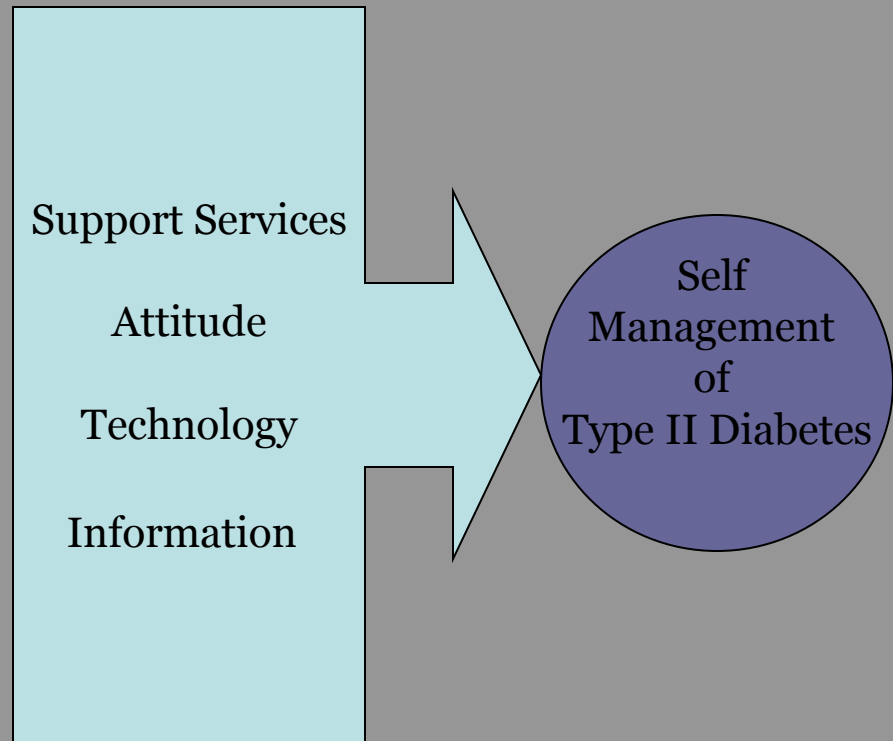 Support Services
Attitude
Technology
Information
Self
Management
of
Type II Diabetes